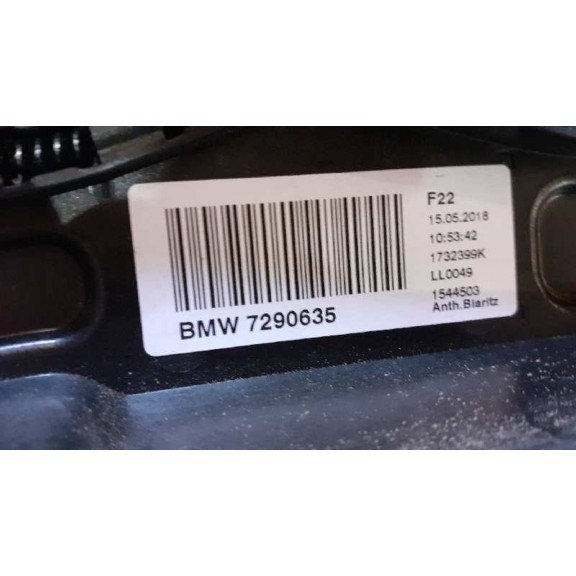 BMW 7290635
F22
15.05.2018
10:53:42
1732399K
LL0049
1544503
Anth.Biaritz